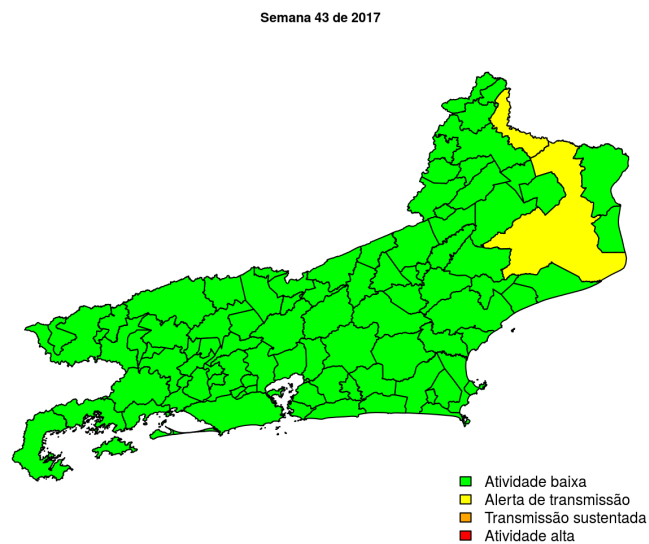 Semana 43 de 2017
Atividade baixa
Alerta de transmissão
Transmissão sustentada
Atividade alta